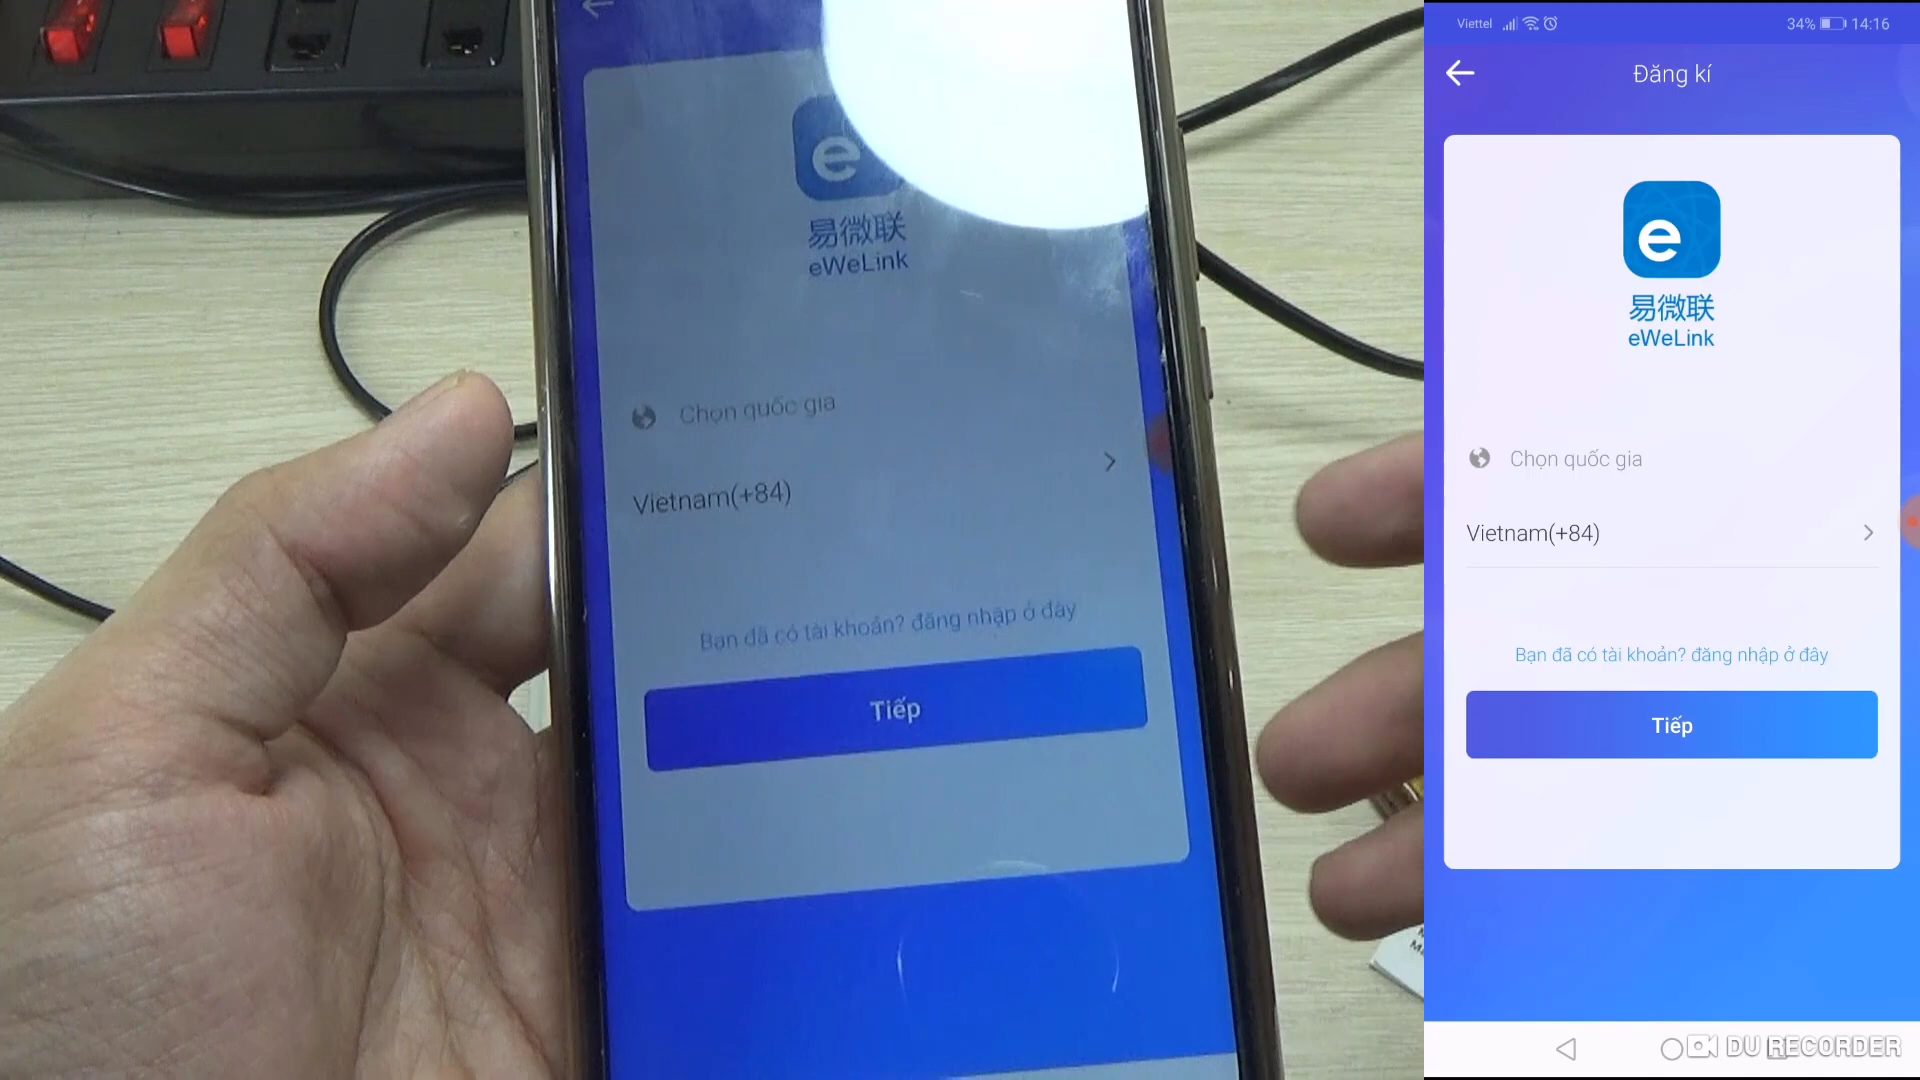 e
易微联
eWeLink
Chọn quốc gia
Vietnam(+84)
Bạn đã có tài khoản? đăng nhập ở đây
Tiếp
Viettel
34%
14:16
Đăng kí
e
易微联
eWeLink
Chọn quốc gia
Vietnam(+84)
Bạn đã có tài khoản? đăng nhập ở đây
Tiếp
DU RECORDER